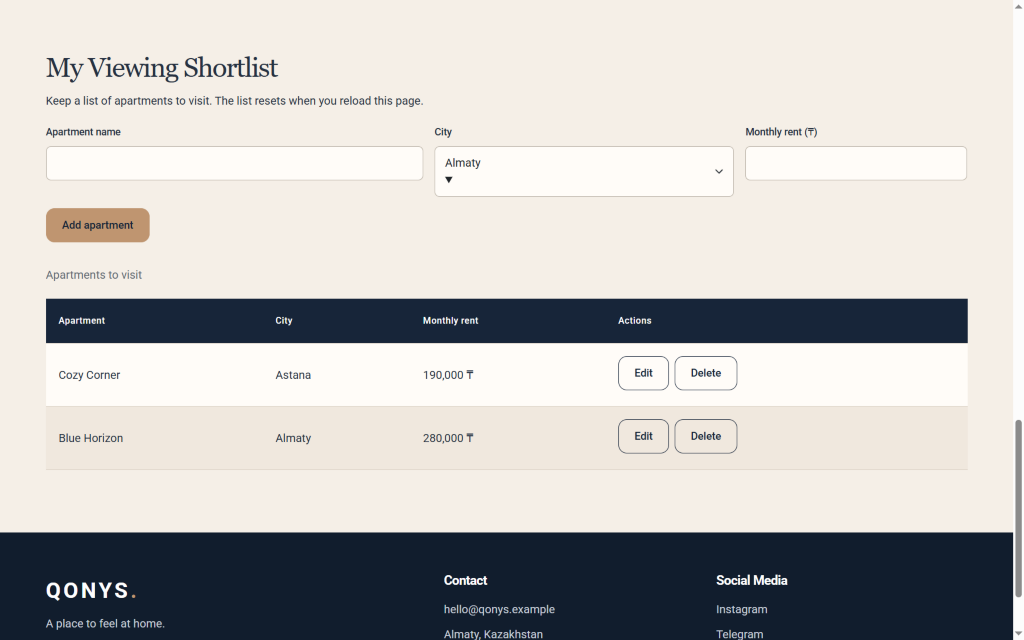 My Viewing Shortlist
Keep a list of apartments to visit. The list resets when you reload this page.
Apartment name City Monthly rent (₸)
Almaty
Add apartment
Apartments to visit
Apartment City Monthly rent Actions
Cozy Corner Astana 190,000 ₸ Edit Delete
Blue Horizon Almaty 280,000 ₸ Edit Delete
QONYS.
A place to feel at home.
Contact
hello@qonys.example
Almaty, Kazakhstan
Social Media
Instagram
Telegram